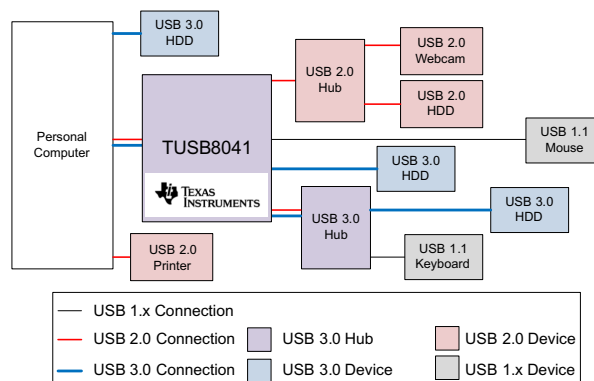 USB 3.0
HDD
USB 2.0
Hub
USB 2.0
Webcam
USB 2.0
HDD
Personal
Computer
TUSB8041
TEXAS
INSTRUMENTS
USB 1.1
Mouse
USB 3.0
HDD
USB 3.0
Hub
USB 3.0
HDD
USB 2.0
Printer
USB 1.1
Keyboard
USB 1.x Connection
USB 2.0 Connection
USB 3.0 Hub
USB 2.0 Device
USB 3.0 Connection
USB 3.0 Device
USB 1.x Device